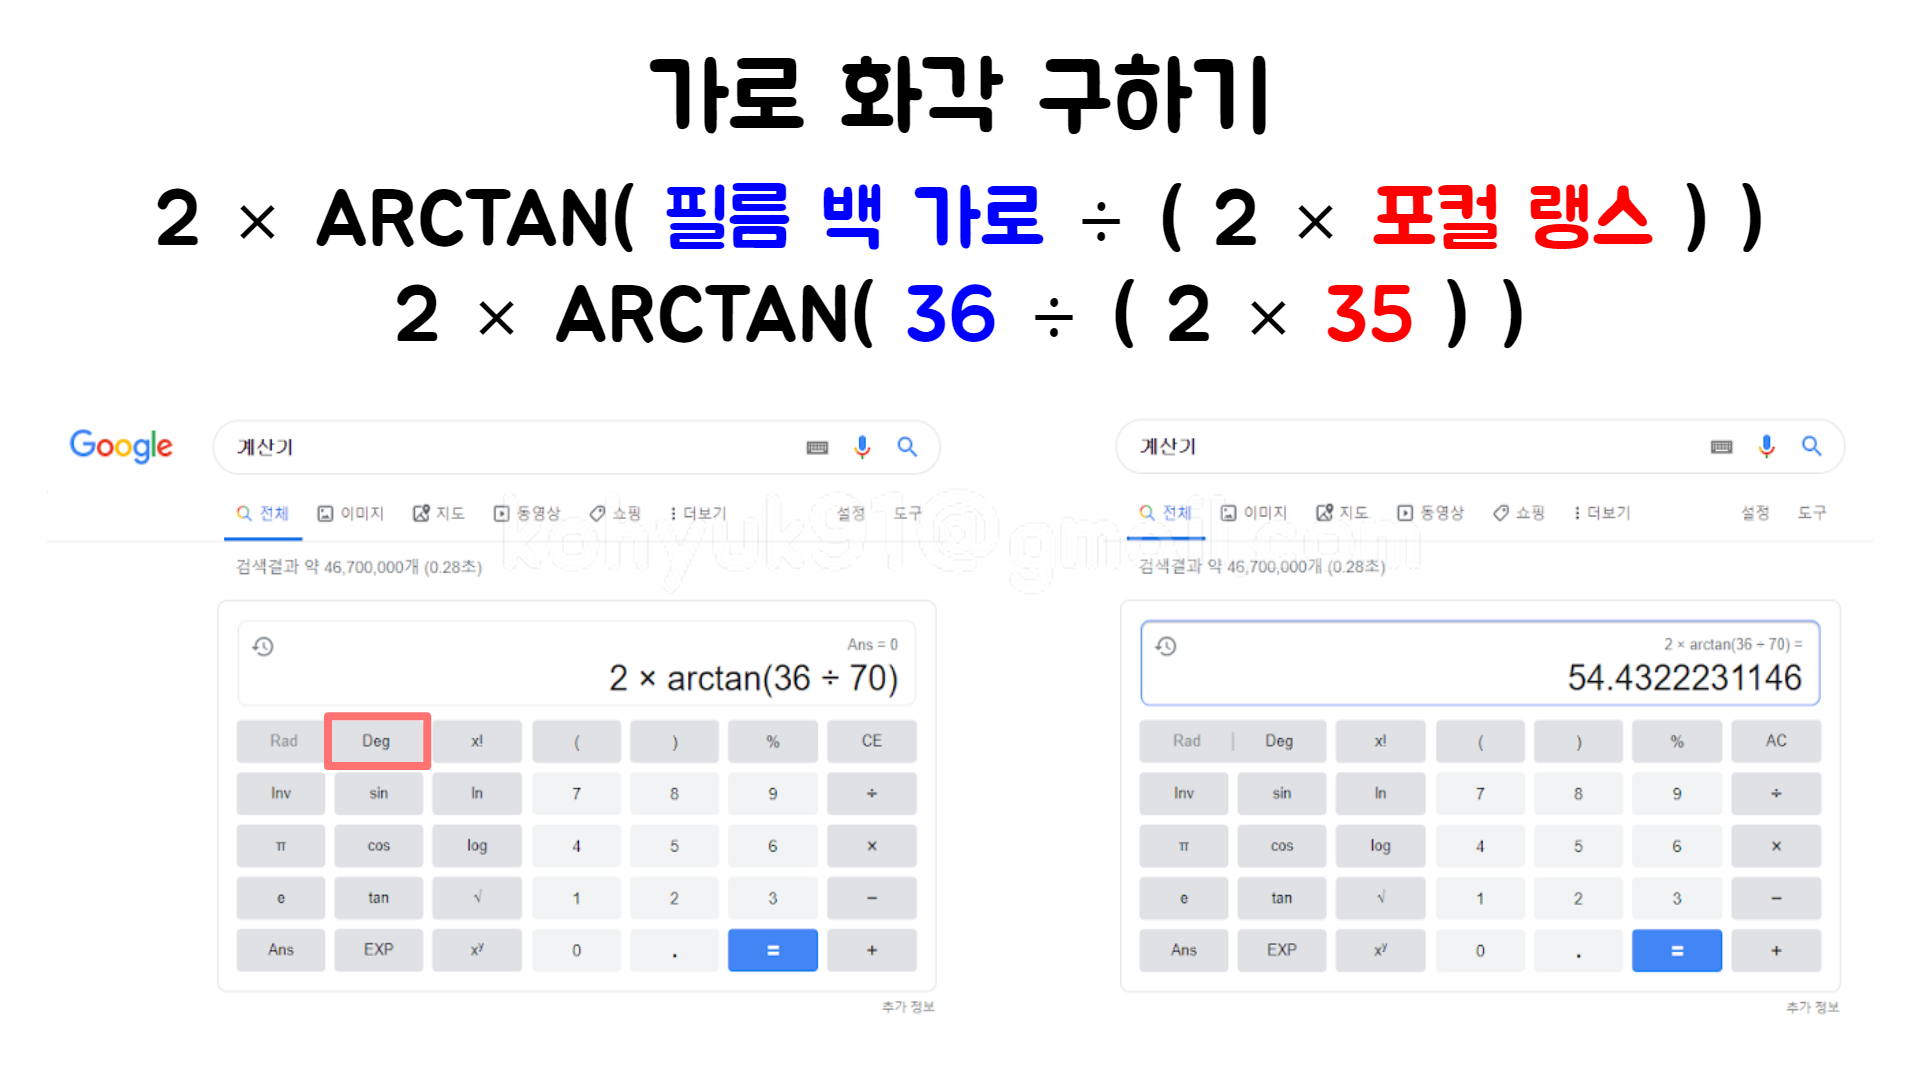 가로 화각 구하기
2 × ARCTAN( 필름 백 가로 ÷ ( 2 × 포컬 랭스 ) )
2 × ARCTAN( 36 ÷ ( 2 × 35 ) )
Google 계산기
전체 이미지 지도 동영상 쇼핑 더보기 설정 도구
검색결과 약 46,700,000개 (0.28초)
Ans = 0
2 × arctan(36 ÷ 70)
Rad Deg x! ( ) % CE
Inv sin ln 7 8 9 ÷
π cos log 4 5 6 ×
e tan √ 1 2 3 −
Ans EXP xʸ 0 . = +
추가 정보
계산기
전체 이미지 지도 동영상 쇼핑 더보기 설정 도구
검색결과 약 46,700,000개 (0.28초)
2 × arctan(36 ÷ 70) =
54.4322231146
Rad | Deg x! ( ) % AC
Inv sin ln 7 8 9 ÷
π cos log 4 5 6 ×
e tan √ 1 2 3 −
Ans EXP xʸ 0 . = +
추가 정보
kohyuk91@gmail.com